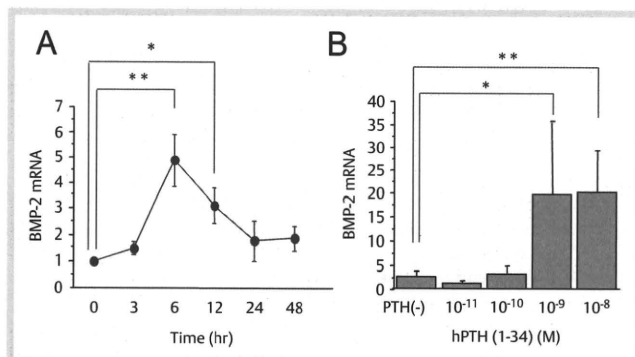 A
*
**
7
6
5
4
3
2
1
0
BMP-2 mRNA
0 3 6 12 24 48
Time (hr)
B
**
*
40
35
30
25
20
15
10
5
0
BMP-2 mRNA
PTH(-) 10-11 10-10 10-9 10-8
hPTH (1-34) (M)